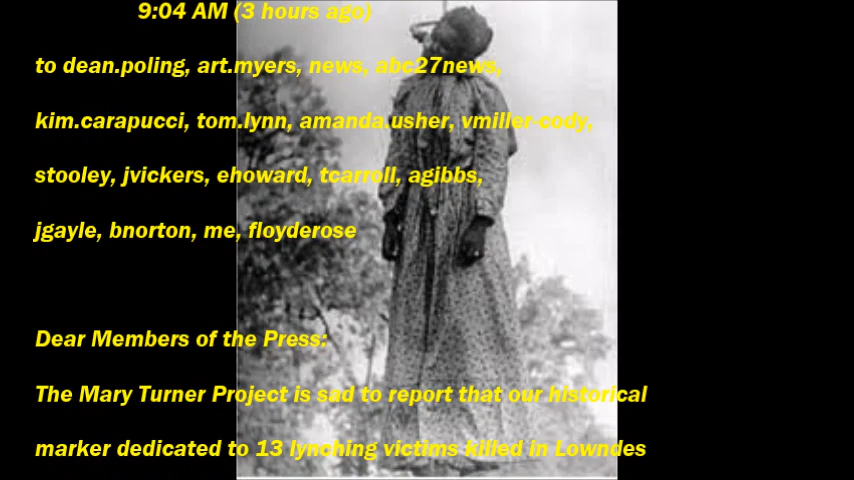 9:04 AM (3 hours ago)
to dean.poling, art.myers, news, abc27news,
kim.carapucci, tom.lynn, amanda.usher, vmiller-cody,
stooley, jvickers, ehoward, tcarroll, agibbs,
jgayle, bnorton, me, floyderose
Dear Members of the Press:
The Mary Turner Project is sad to report that our historical
marker dedicated to 13 lynching victims killed in Lowndes